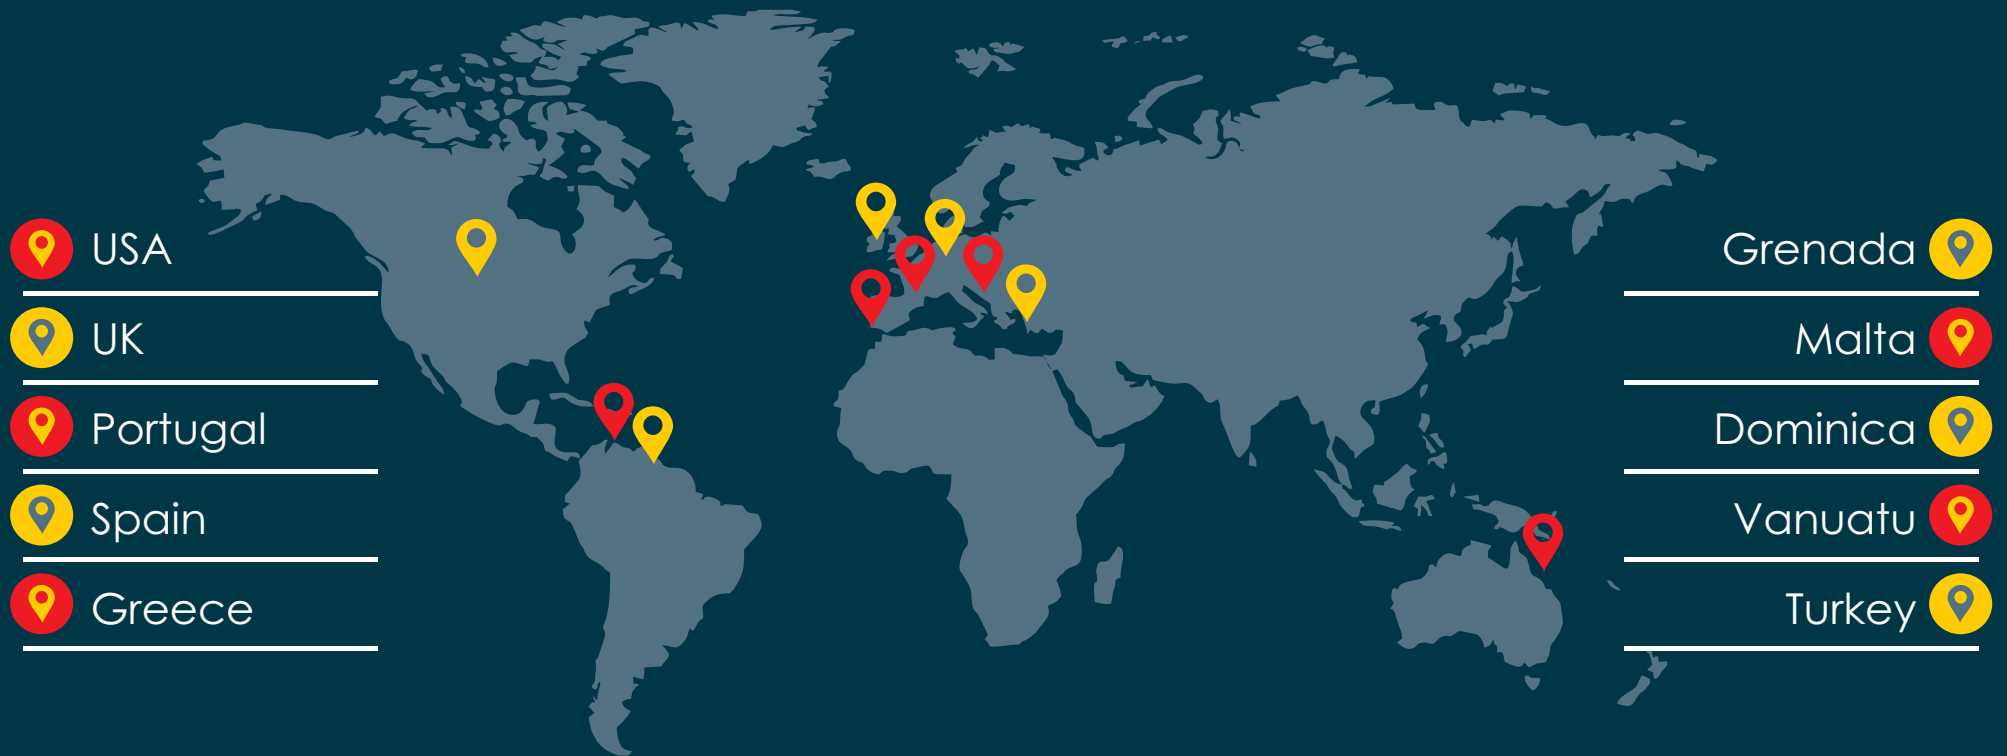 USA
UK
Portugal
Spain
Greece
Grenada
Malta
Dominica
Vanuatu
Turkey